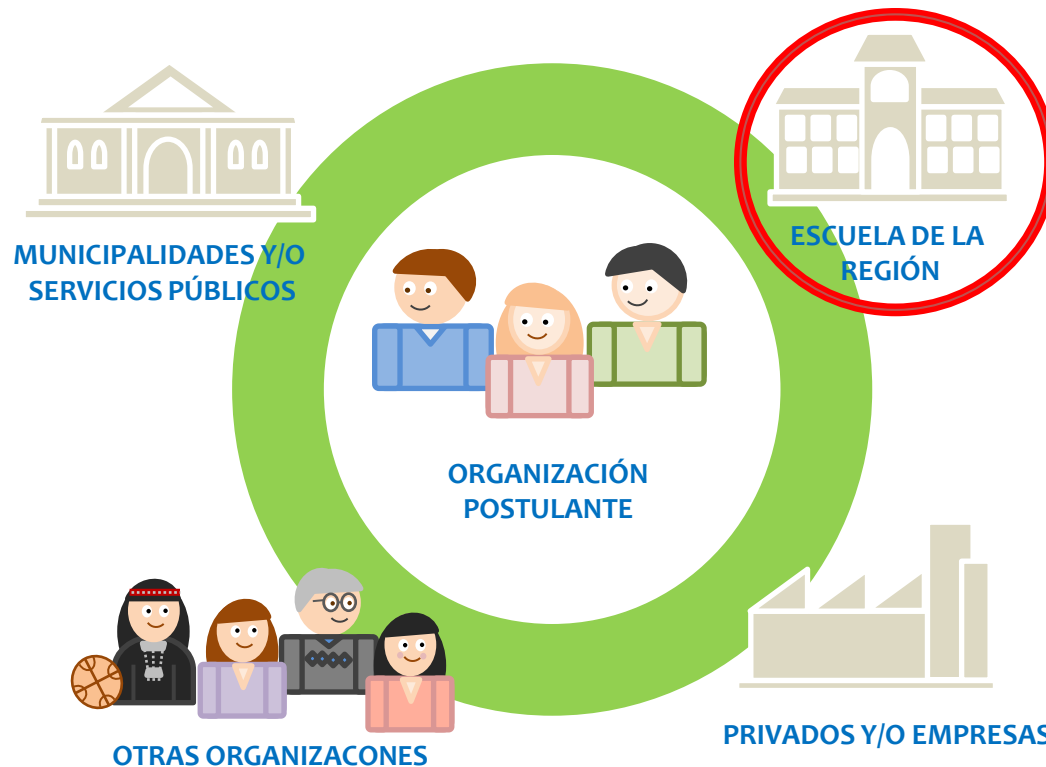 MUNICIPALIDADES Y/O
SERVICIOS PÚBLICOS
ESCUELA DE LA
REGIÓN
ORGANIZACIÓN
POSTULANTE
OTRAS ORGANIZACONES
PRIVADOS Y/O EMPRESAS